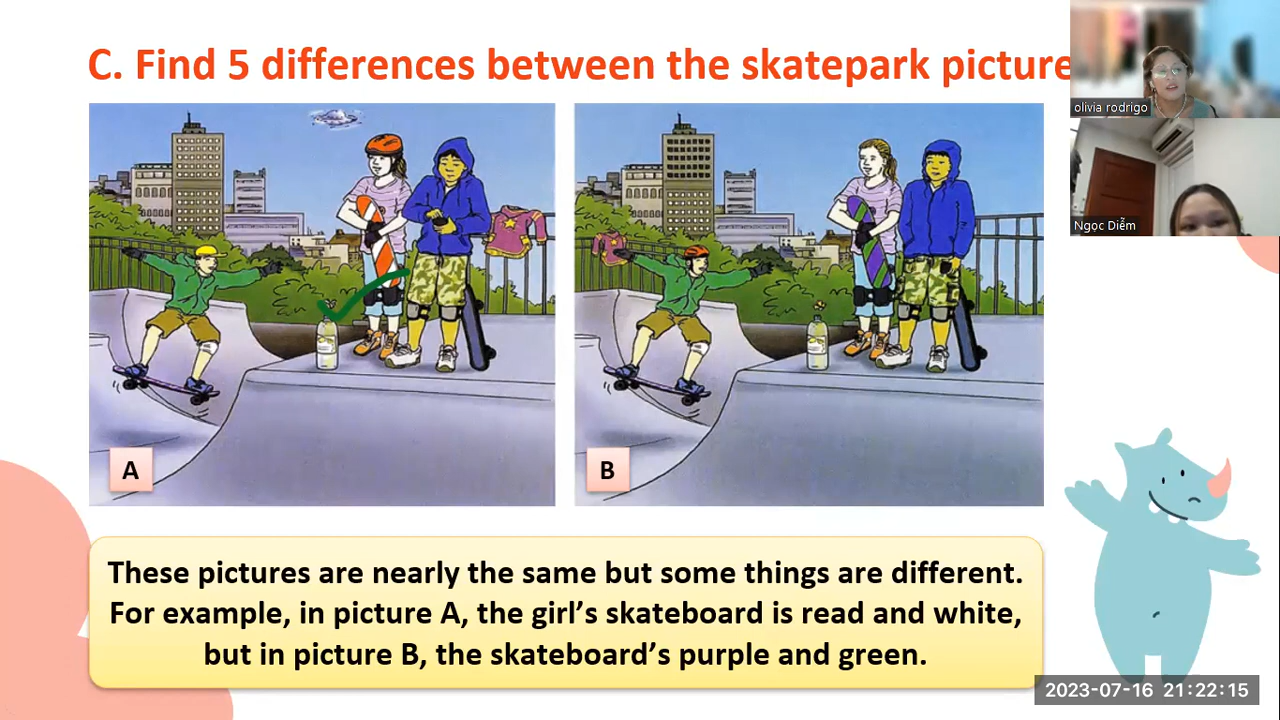 C. Find 5 differences between the skatepark picture
olivia rodrigo
Ngọc Diễm
A
B
These pictures are nearly the same but some things are different.
For example, in picture A, the girl's skateboard is read and white,
but in picture B, the skateboard's purple and green.
2023-07-16 21:22:15